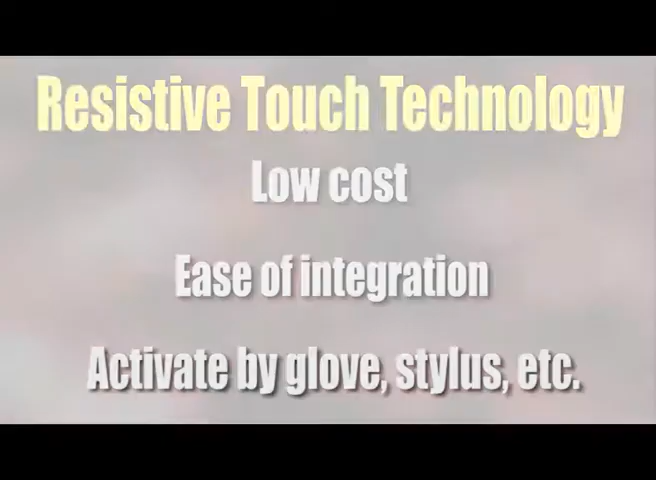 Resistive Touch Technology
Low cost
Ease of integration
Activate by glove, stylus, etc.